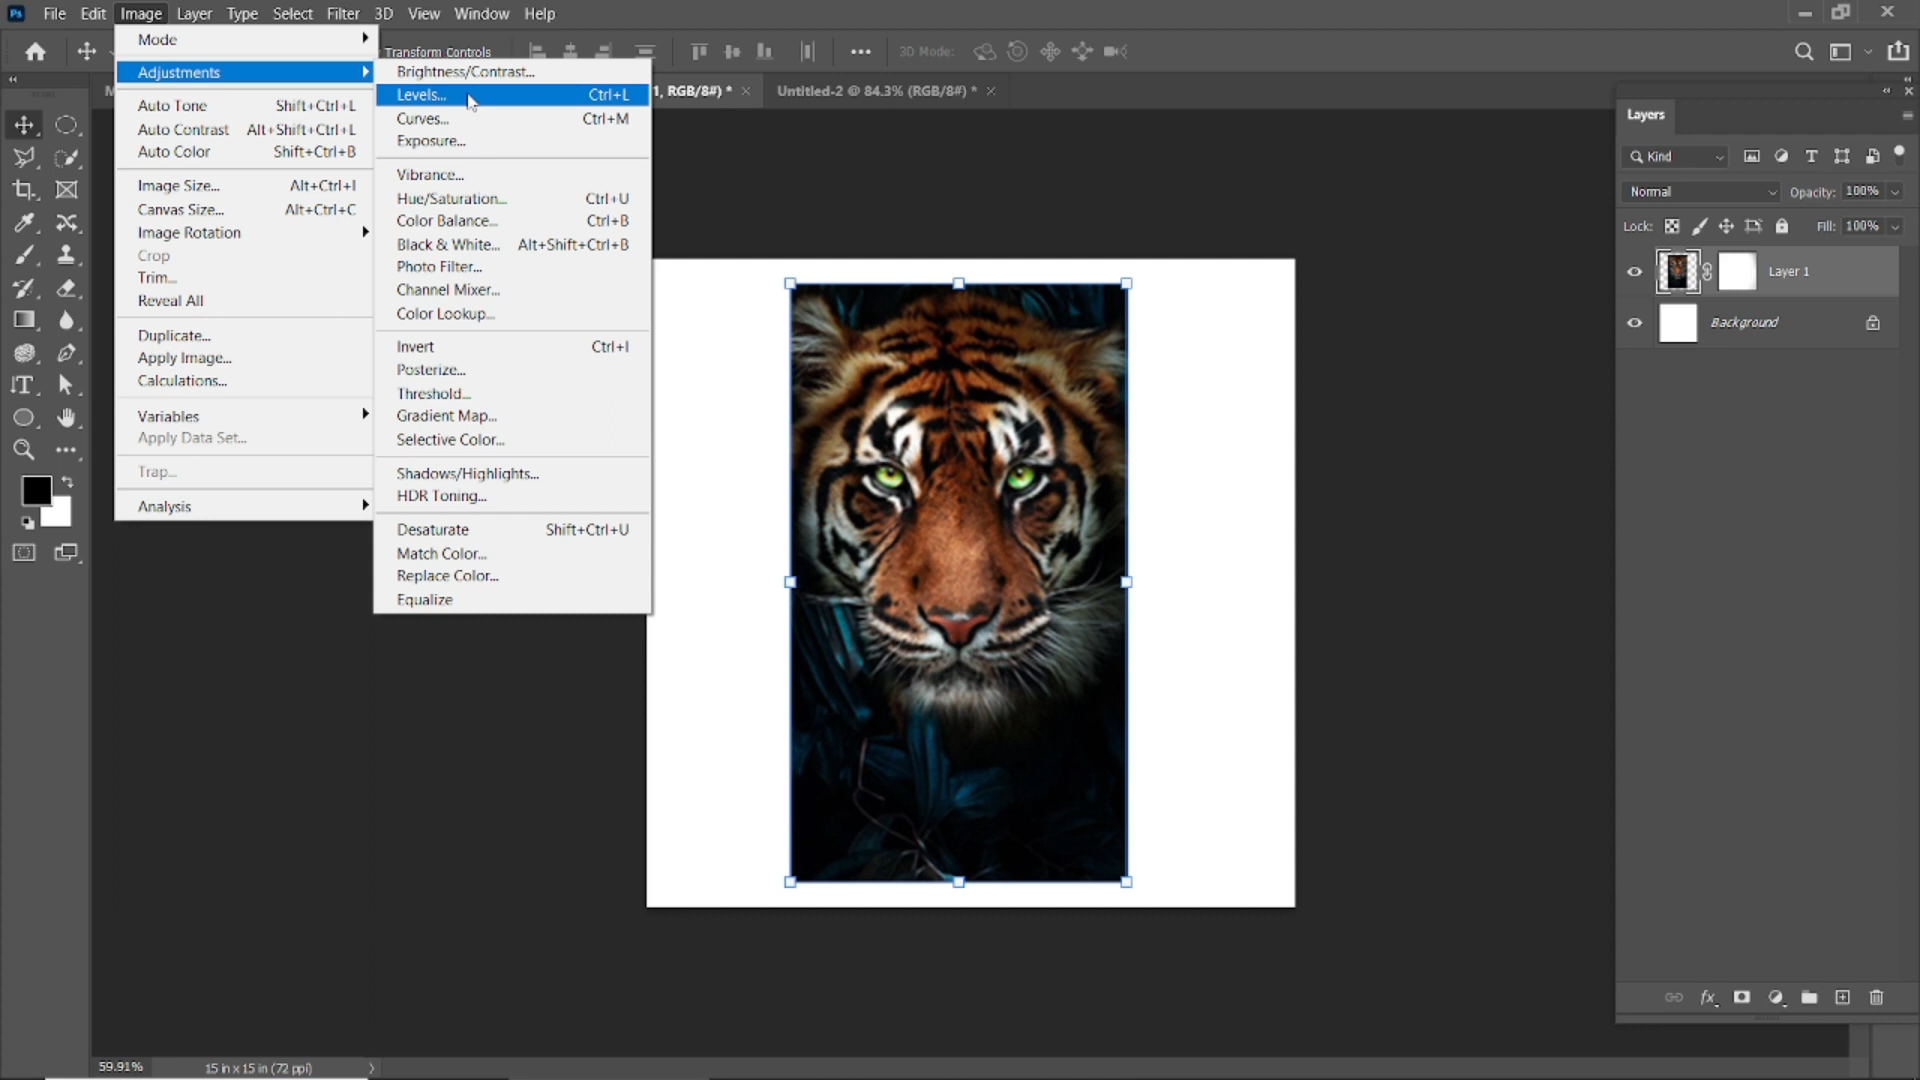 Ps File Edit Image Layer Type Select Filter 3D View Window Help
Transform Controls 3D Mode:
1, RGB/8#) * × Untitled-2 @ 84.3% (RGB/8#) * ×
Mode
Adjustments
Auto Tone Shift+Ctrl+L
Auto Contrast Alt+Shift+Ctrl+L
Auto Color Shift+Ctrl+B
Image Size... Alt+Ctrl+I
Canvas Size... Alt+Ctrl+C
Image Rotation
Crop
Trim...
Reveal All
Duplicate...
Apply Image...
Calculations...
Variables
Apply Data Set...
Trap...
Analysis
Brightness/Contrast...
Levels... Ctrl+L
Curves... Ctrl+M
Exposure...
Vibrance...
Hue/Saturation... Ctrl+U
Color Balance... Ctrl+B
Black & White... Alt+Shift+Ctrl+B
Photo Filter...
Channel Mixer...
Color Lookup...
Invert Ctrl+I
Posterize...
Threshold...
Gradient Map...
Selective Color...
Shadows/Highlights...
HDR Toning...
Desaturate Shift+Ctrl+U
Match Color...
Replace Color...
Equalize
Layers
Kind
Normal Opacity: 100%
Lock: Fill: 100%
Layer 1
Background
fx
59.91% 15 in x 15 in (72 ppi)